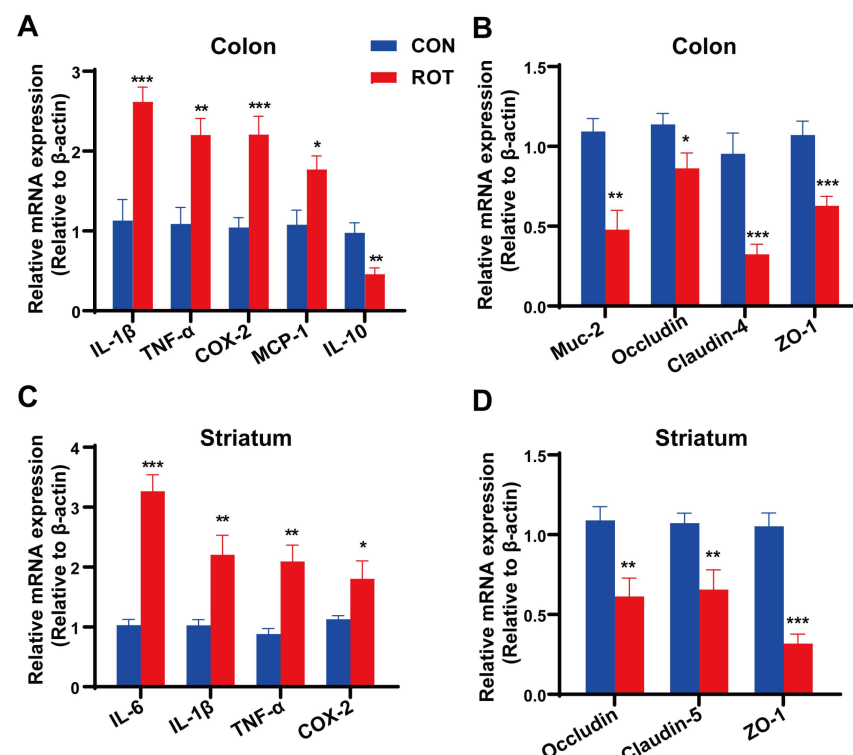 A
Colon
CON
ROT
Relative mRNA expression
(Relative to β-actin)
3
2
1
0
***
**
***
*
**
IL-1β
TNF-α
COX-2
MCP-1
IL-10
B
Colon
Relative mRNA expression
(Relative to β-actin)
1.5
1.0
0.5
0.0
**
*
***
***
Muc-2
Occludin
Claudin-4
ZO-1
C
Striatum
Relative mRNA expression
(Relative to β-actin)
4
3
2
1
0
***
**
**
*
IL-6
IL-1β
TNF-α
COX-2
D
Striatum
Relative mRNA expression
(Relative to β-actin)
1.5
1.0
0.5
0.0
**
**
***
Occludin
Claudin-5
ZO-1